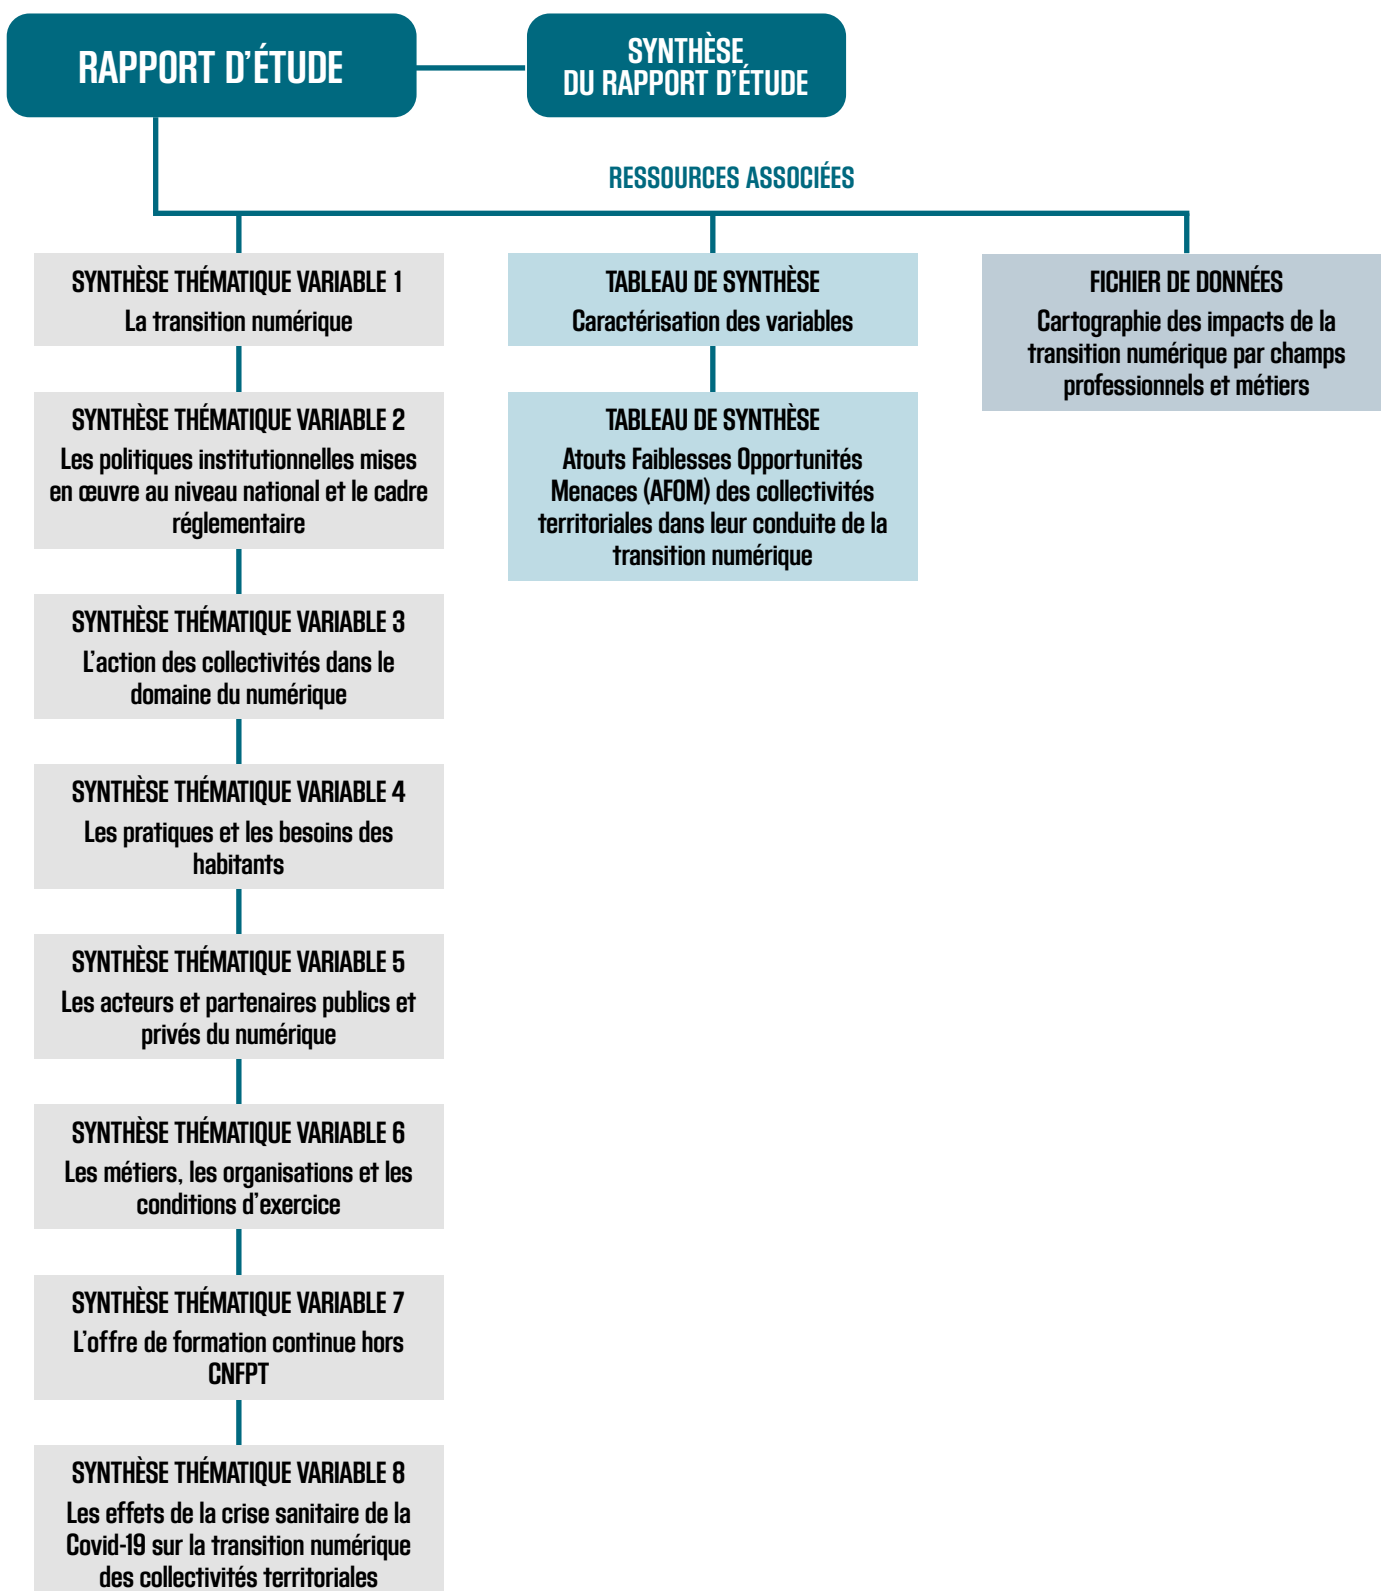 RAPPORT D'ÉTUDE
SYNTHÈSE
DU RAPPORT D'ÉTUDE
RESSOURCES ASSOCIÉES
SYNTHÈSE THÉMATIQUE VARIABLE 1
La transition numérique
SYNTHÈSE THÉMATIQUE VARIABLE 2
Les politiques institutionnelles mises
en œuvre au niveau national et le cadre
réglementaire
SYNTHÈSE THÉMATIQUE VARIABLE 3
L'action des collectivités dans le
domaine du numérique
SYNTHÈSE THÉMATIQUE VARIABLE 4
Les pratiques et les besoins des
habitants
SYNTHÈSE THÉMATIQUE VARIABLE 5
Les acteurs et partenaires publics et
privés du numérique
SYNTHÈSE THÉMATIQUE VARIABLE 6
Les métiers, les organisations et les
conditions d'exercice
SYNTHÈSE THÉMATIQUE VARIABLE 7
L'offre de formation continue hors
CNFPT
SYNTHÈSE THÉMATIQUE VARIABLE 8
Les effets de la crise sanitaire de la
Covid-19 sur la transition numérique
des collectivités territoriales
TABLEAU DE SYNTHÈSE
Caractérisation des variables
TABLEAU DE SYNTHÈSE
Atouts Faiblesses Opportunités
Menaces (AFOM) des collectivités
territoriales dans leur conduite de la
transition numérique
FICHIER DE DONNÉES
Cartographie des impacts de la
transition numérique par champs
professionnels et métiers